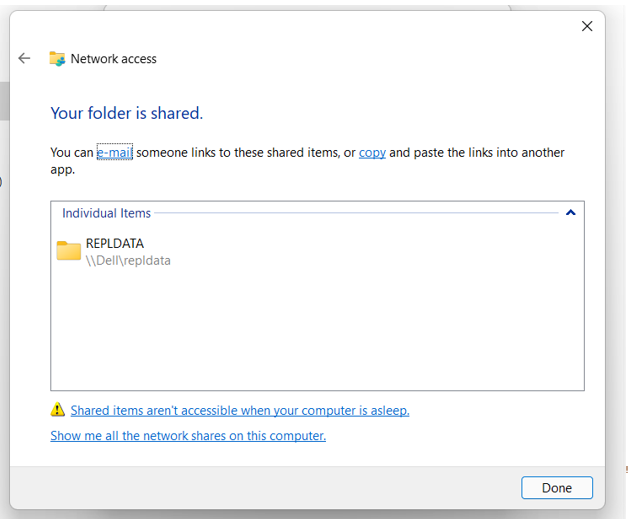 Network access
Your folder is shared.
You can e-mail someone links to these shared items, or copy and paste the links into another
app.
Individual Items
REPLDATA
\\Dell\repldata
Shared items aren't accessible when your computer is asleep.
Show me all the network shares on this computer.
Done